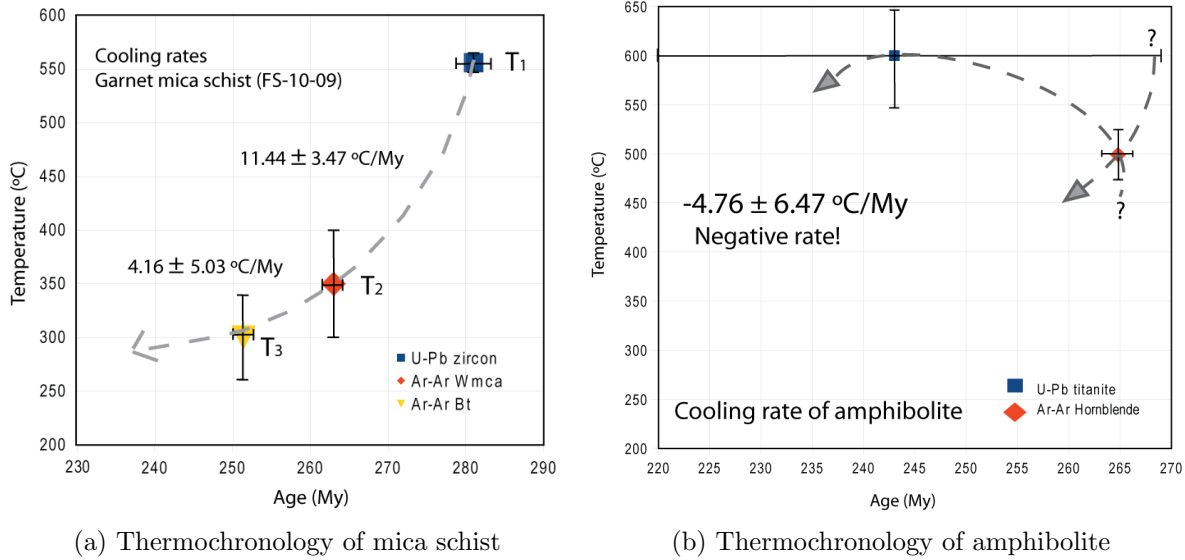 Cooling rates
Garnet mica schist (FS-10-09)
T1
11.44 ± 3.47 ºC/My
4.16 ± 5.03 ºC/My
T2
T3
U-Pb zircon
Ar-Ar Wmca
Ar-Ar Bt
Temperature (ºC)
650
600
550
500
450
400
350
300
250
200
230 240 250 260 270 280 290
Age (My)
(a) Thermochronology of mica schist
?
-4.76 ± 6.47 ºC/My
Negative rate!
?
U-Pb titanite
Ar-Ar Hornblende
Cooling rate of amphibolite
Temperature (ºC)
650
600
550
500
450
400
350
300
250
200
220 225 230 235 240 245 250 255 260 265 270
Age (My)
(b) Thermochronology of amphibolite